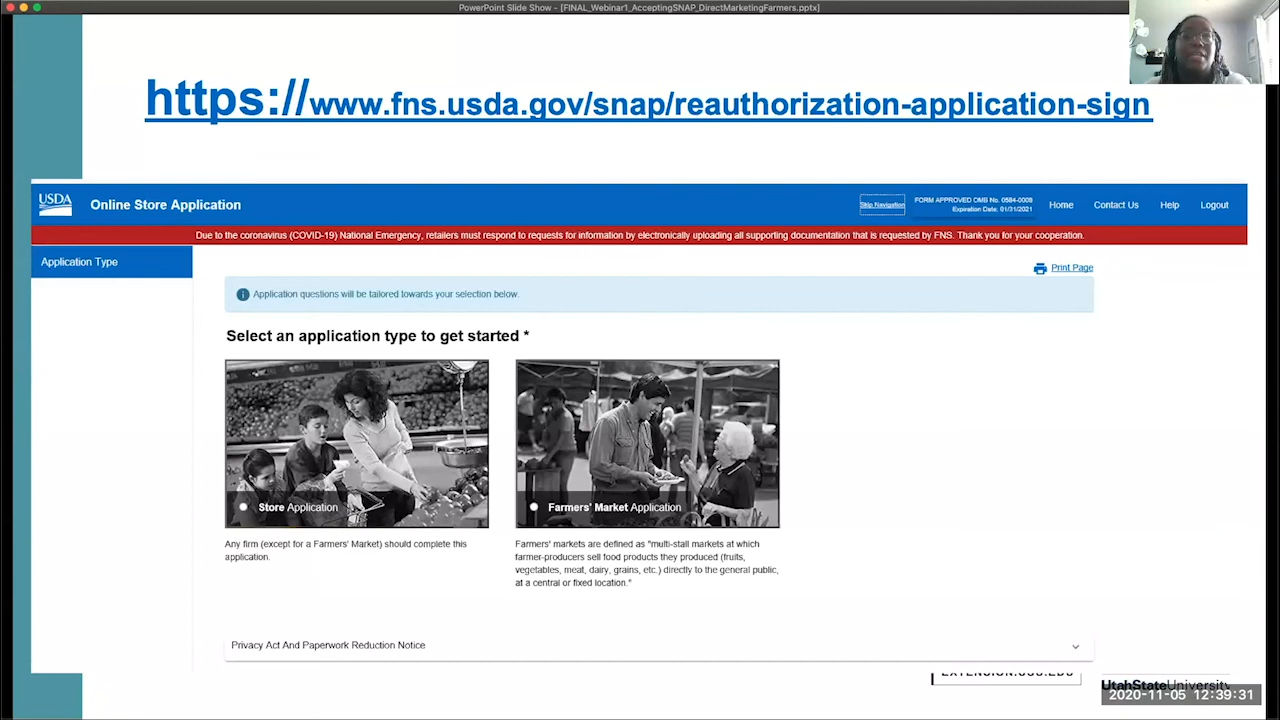 PowerPoint Slide Show - [FINAL_Webinar1_AcceptingSNAP_DirectMarketingFarmers.pptx]
https://www.fns.usda.gov/snap/reauthorization-application-sign
USDA
Online Store Application
Skip Navigation
FORM APPROVED OMB No. 0584-0008
Expiration Date: 01/31/2021
Home
Contact Us
Help
Logout
Due to the coronavirus (COVID-19) National Emergency, retailers must respond to requests for information by electronically uploading all supporting documentation that is requested by FNS. Thank you for your cooperation.
Application Type
Print Page
Application questions will be tailored towards your selection below.
Select an application type to get started *
Store Application
Any firm (except for a Farmers' Market) should complete this
application.
Farmers' Market Application
Farmers' markets are defined as "multi-stall markets at which
farmer-producers sell food products they produced (fruits,
vegetables, meat, dairy, grains, etc.) directly to the general public,
at a central or fixed location."
Privacy Act And Paperwork Reduction Notice
EXTENSION.USU.EDU
UtahStateUniversity
2020-11-05 12:39:31